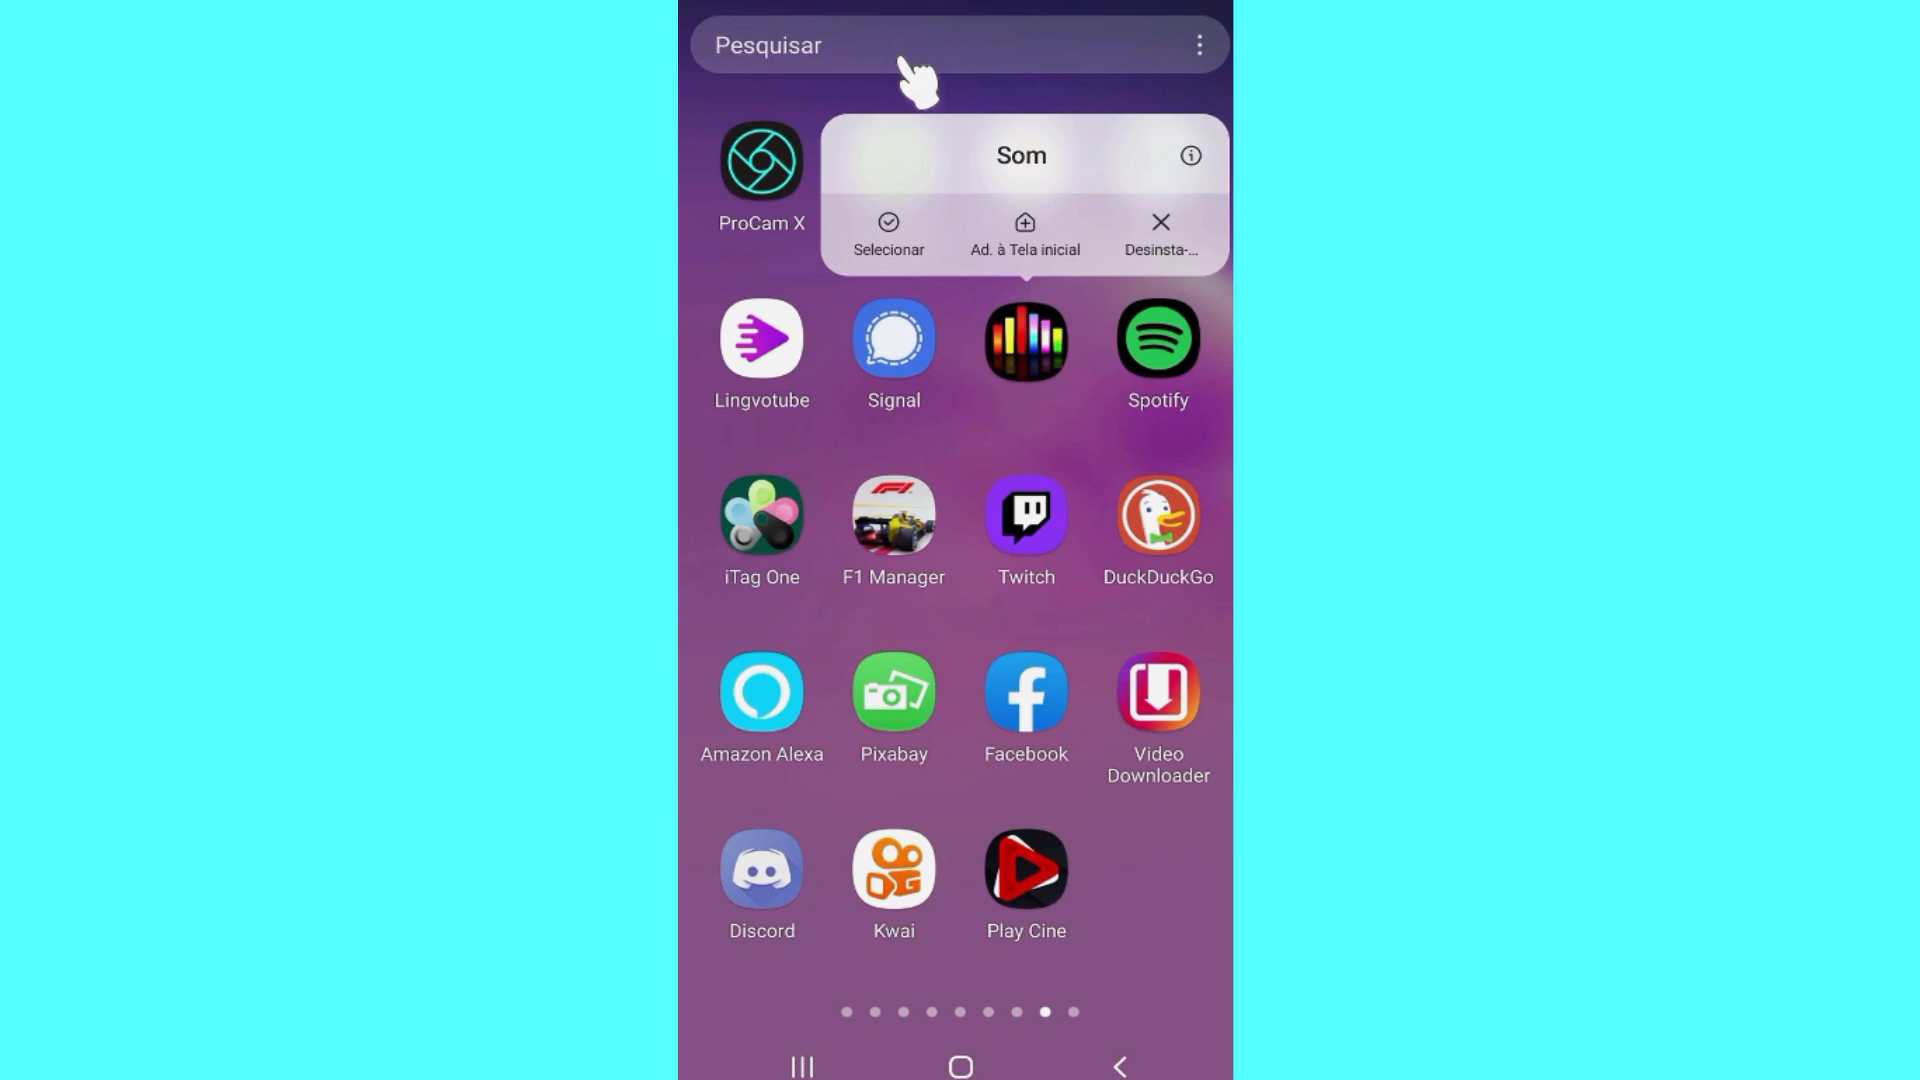 Pesquisar
Som
Selecionar
Ad. à Tela inicial
Desinsta-...
ProCam X
Lingvotube
Signal
Spotify
iTag One
F1 Manager
Twitch
DuckDuckGo
Amazon Alexa
Pixabay
Facebook
Video
Downloader
Discord
Kwai
Play Cine